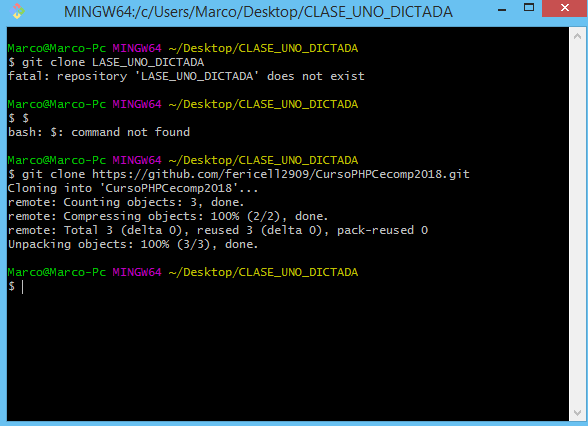 MINGW64:/c/Users/Marco/Desktop/CLASE_UNO_DICTADA
Marco@Marco-Pc MINGW64 ~/Desktop/CLASE_UNO_DICTADA
$ git clone LASE_UNO_DICTADA
fatal: repository 'LASE_UNO_DICTADA' does not exist
Marco@Marco-Pc MINGW64 ~/Desktop/CLASE_UNO_DICTADA
$ $
bash: $: command not found
Marco@Marco-Pc MINGW64 ~/Desktop/CLASE_UNO_DICTADA
$ git clone https://github.com/fericell2909/CursoPHPCecomp2018.git
Cloning into 'CursoPHPCecomp2018'...
remote: Counting objects: 3, done.
remote: Compressing objects: 100% (2/2), done.
remote: Total 3 (delta 0), reused 3 (delta 0), pack-reused 0
Unpacking objects: 100% (3/3), done.
Marco@Marco-Pc MINGW64 ~/Desktop/CLASE_UNO_DICTADA
$